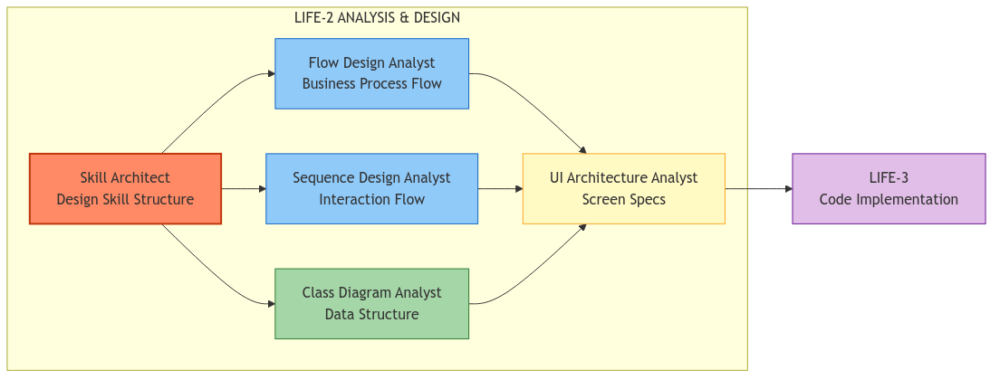 LIFE-2 ANALYSIS & DESIGN
Flow Design Analyst
Business Process Flow
Skill Architect
Design Skill Structure
Sequence Design Analyst
Interaction Flow
UI Architecture Analyst
Screen Specs
LIFE-3
Code Implementation
Class Diagram Analyst
Data Structure